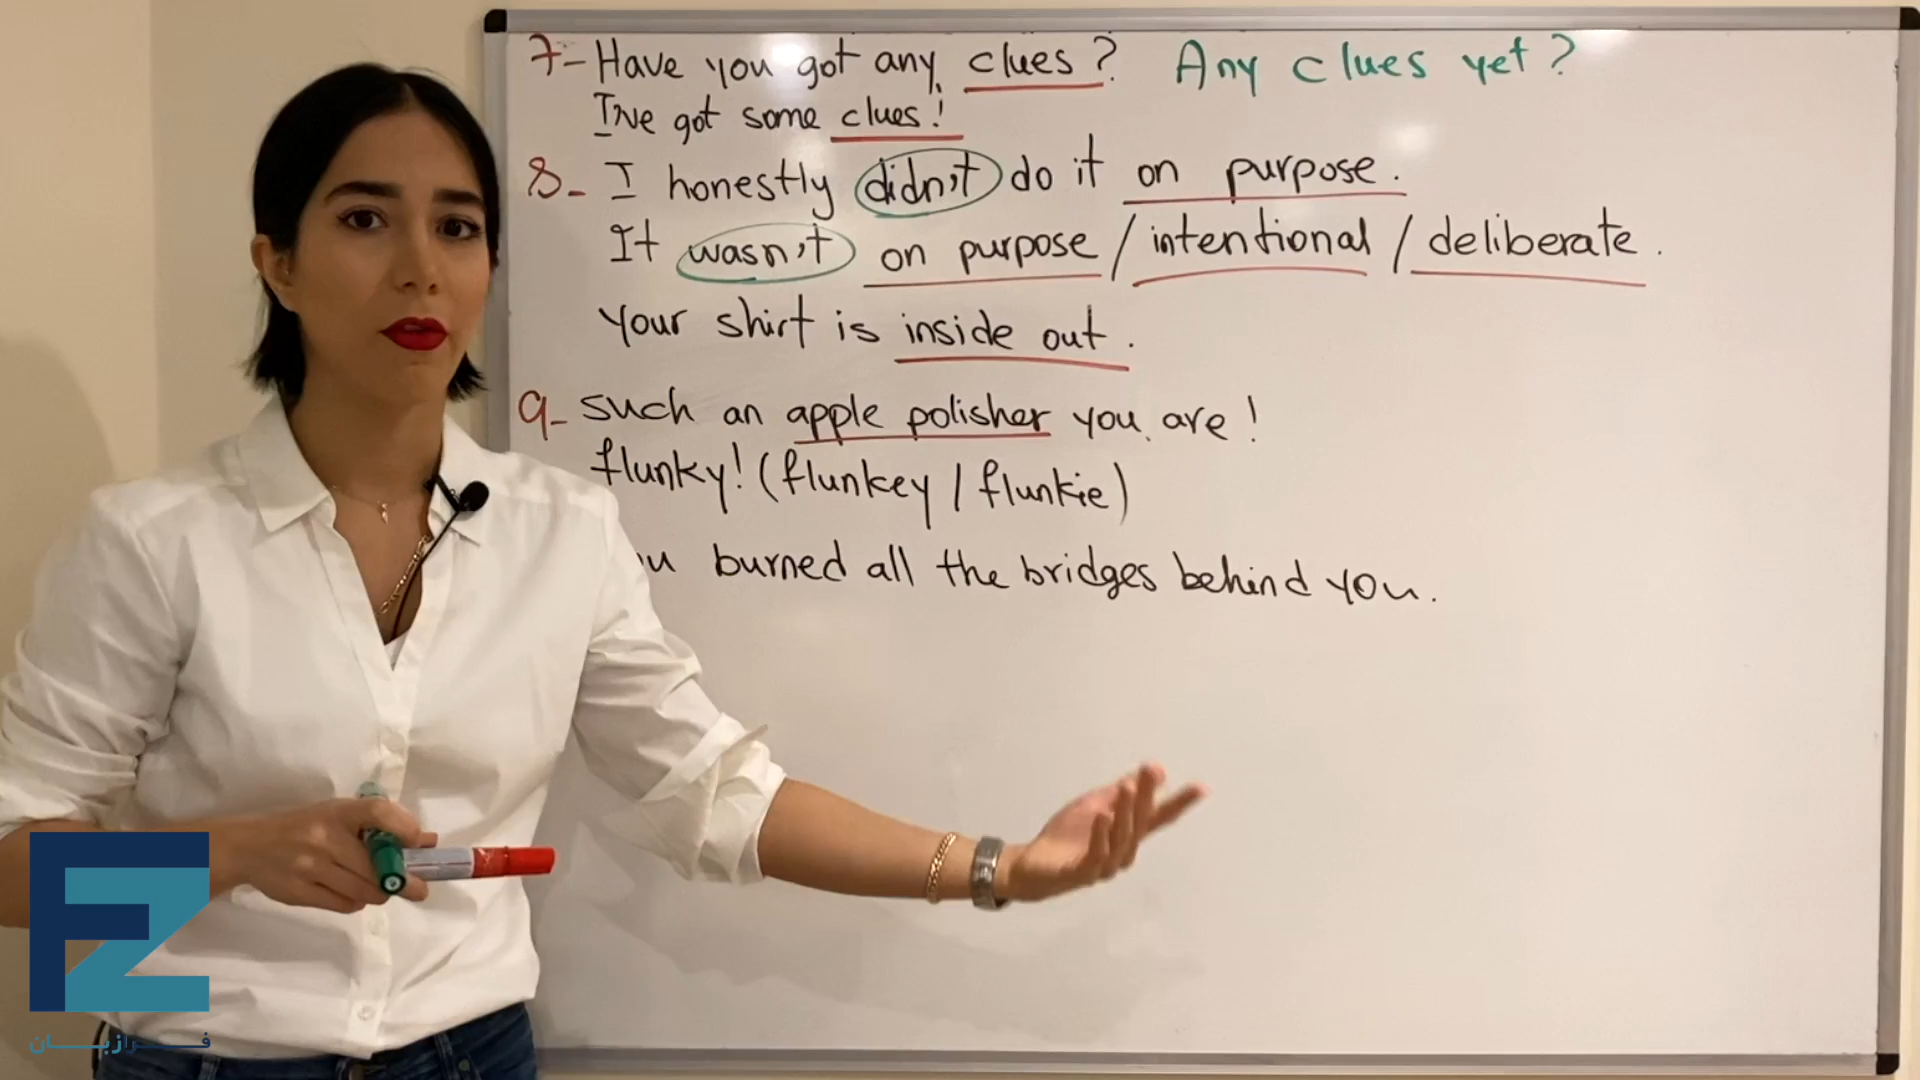 7- Have you got any clues? Any clues yet?
I've got some clues!
8- I honestly didn't do it on purpose.
It wasn't on purpose / intentional / deliberate.
Your shirt is inside out.
9- such an apple polisher you are!
flunky! (flunkey / flunkie)
burned all the bridges behind you.
FZ
فرازبان